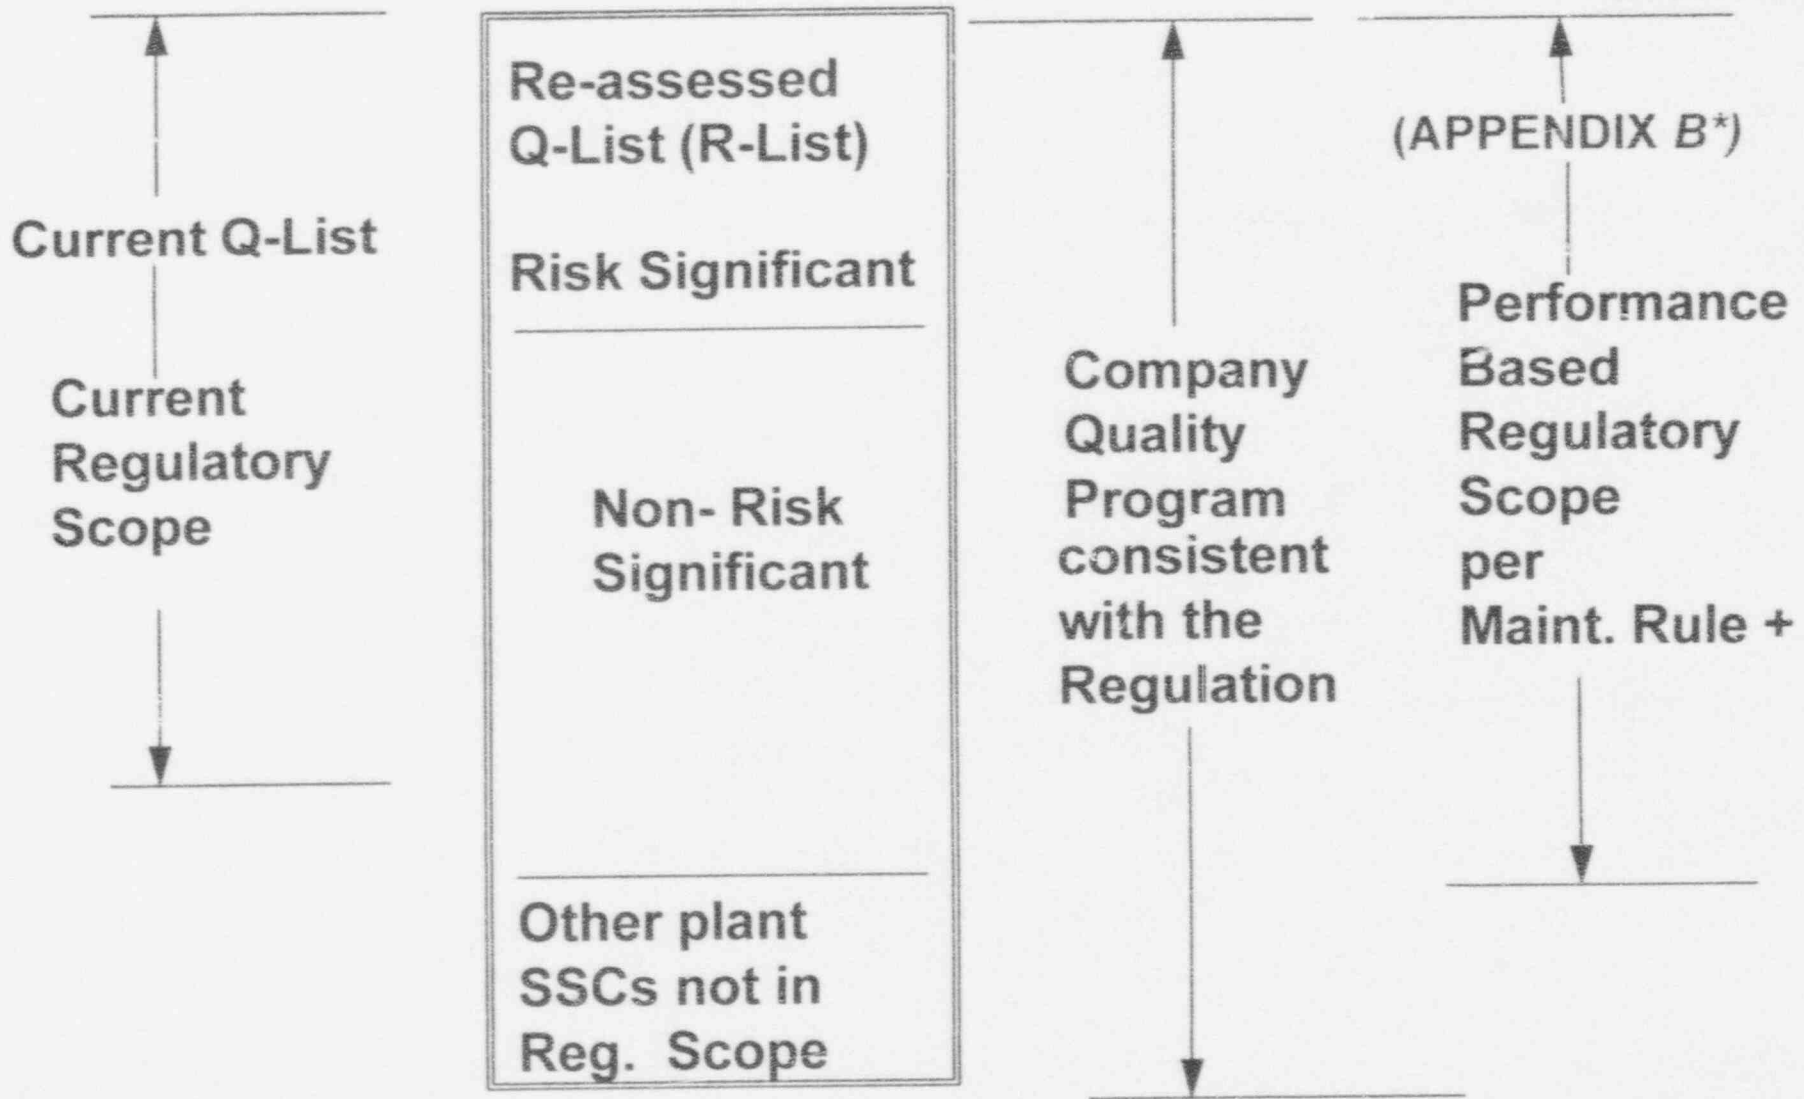 Current Q-List
Current
Regulatory
Scope
Re-assessed
Q-List (R-List)
Risk Significant
Non- Risk
Significant
Other plant
SSCs not in
Reg. Scope
Company
Quality
Program
consistent
with the
Regulation
(APPENDIX B*)
Performance
Based
Regulatory
Scope
per
Maint. Rule +